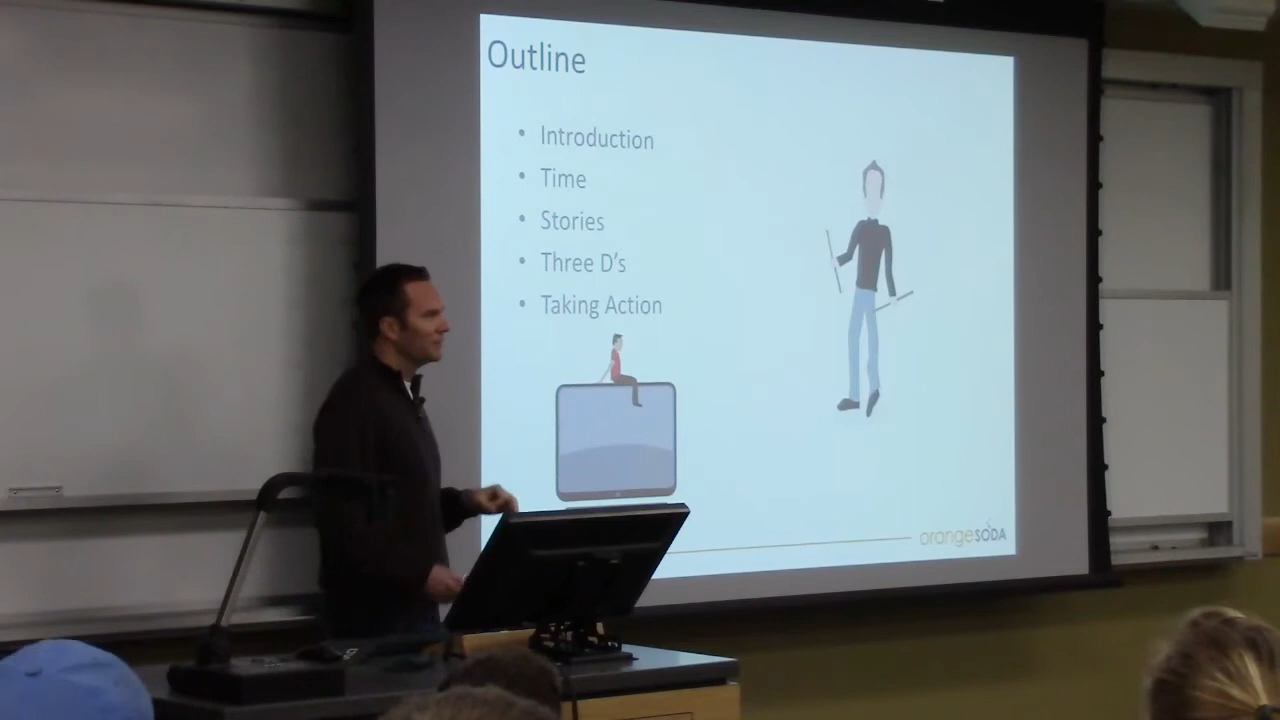 Outline
• Introduction
• Time
• Stories
• Three D's
• Taking Action
orangeSODA